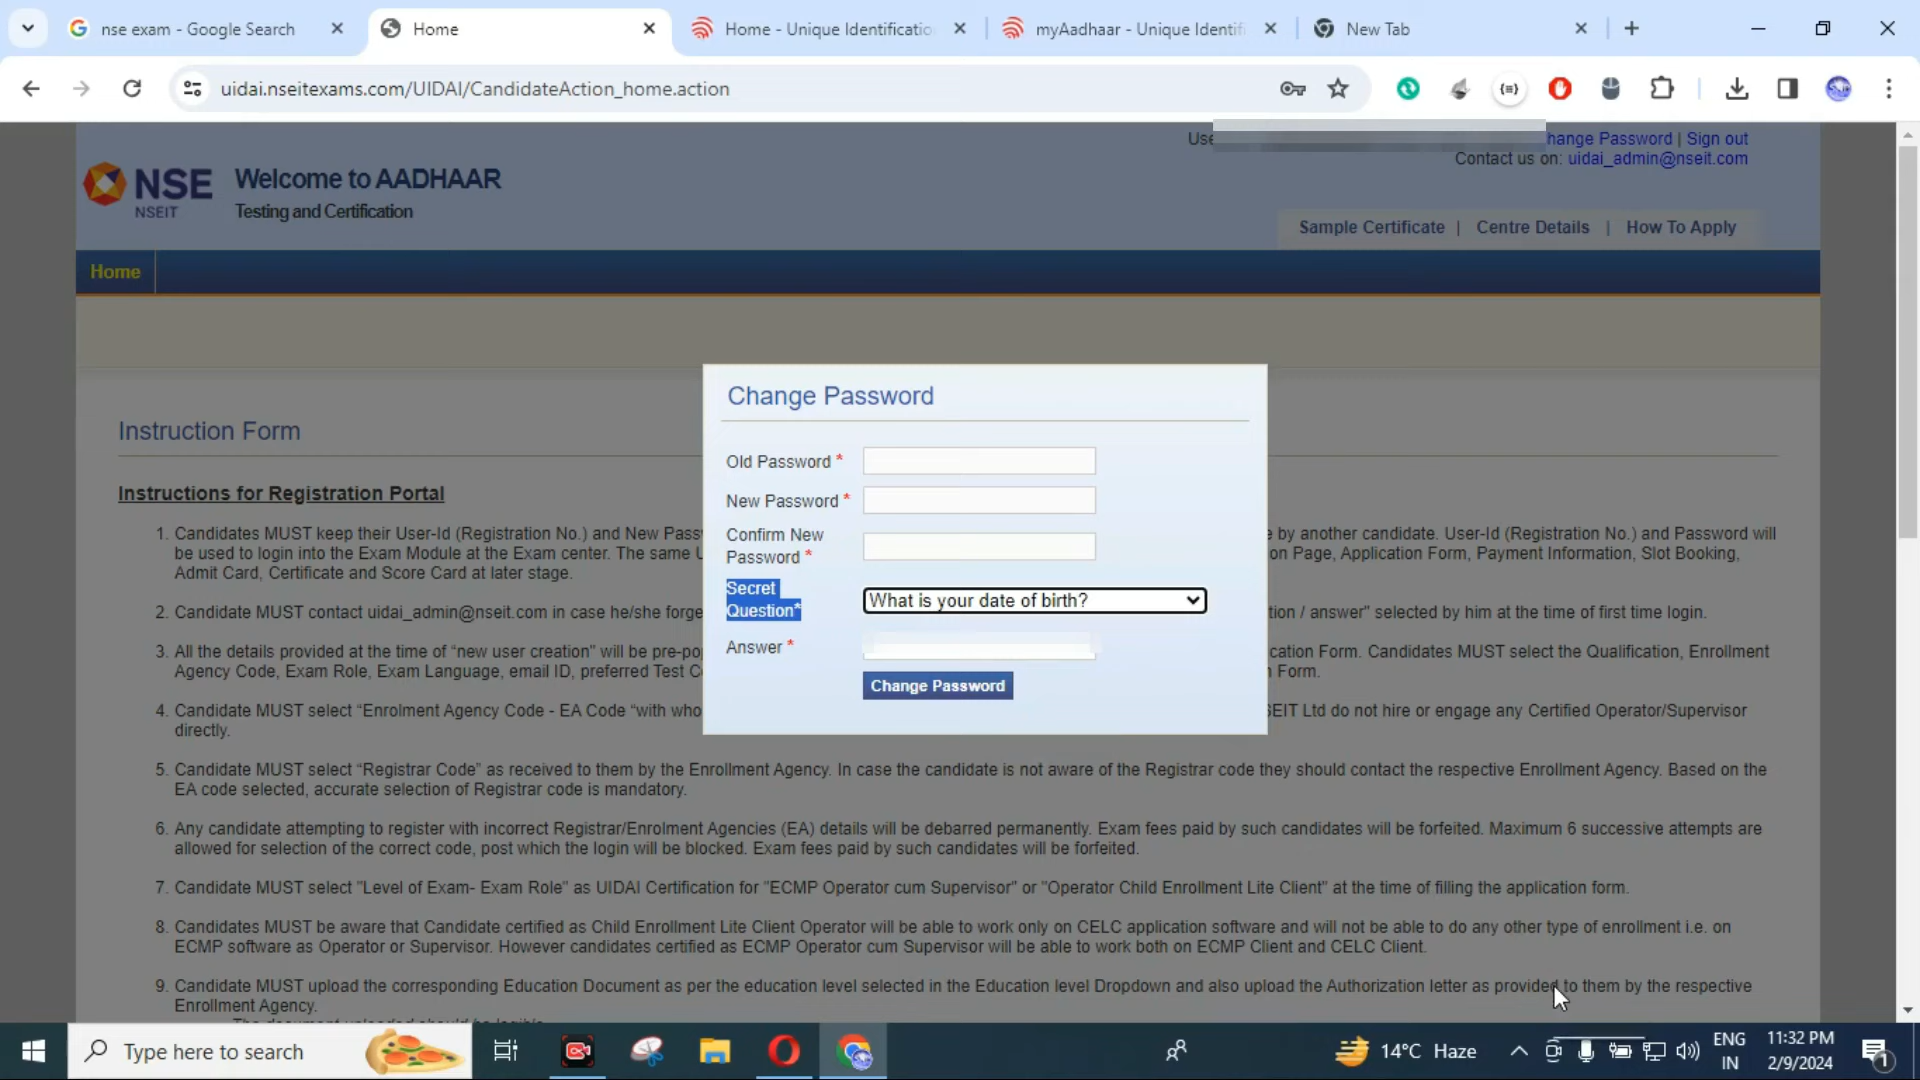 nse exam - Google Search
Home
Home - Unique Identificatio
myAadhaar - Unique Identif
New Tab
uidai.nseitexams.com/UIDAI/CandidateAction_home.action
Use
hange Password | Sign out
Contact us on: uidai_admin@nseit.com
NSE
NSEIT
Welcome to AADHAAR
Testing and Certification
Sample Certificate | Centre Details | How To Apply
Home
Change Password
Old Password *
New Password *
Confirm New
Password *
Secret
Question*
What is your date of birth?
Answer *
Change Password
Instruction Form
Instructions for Registration Portal
1. Candidates MUST keep their User-Id (Registration No.) and New Pass
e by another candidate. User-Id (Registration No.) and Password will
be used to login into the Exam Module at the Exam center. The same U
on Page, Application Form, Payment Information, Slot Booking,
Admit Card, Certificate and Score Card at later stage.
2. Candidate MUST contact uidai_admin@nseit.com in case he/she forge
tion / answer" selected by him at the time of first time login.
3. All the details provided at the time of “new user creation” will be pre-po
cation Form. Candidates MUST select the Qualification, Enrollment
Agency Code, Exam Role, Exam Language, email ID, preferred Test C
n Form.
4. Candidate MUST select “Enrolment Agency Code - EA Code “with who
SEIT Ltd do not hire or engage any Certified Operator/Supervisor
directly.
5. Candidate MUST select “Registrar Code” as received to them by the Enrollment Agency. In case the candidate is not aware of the Registrar code they should contact the respective Enrollment Agency. Based on the
EA code selected, accurate selection of Registrar code is mandatory.
6. Any candidate attempting to register with incorrect Registrar/Enrolment Agencies (EA) details will be debarred permanently. Exam fees paid by such candidates will be forfeited. Maximum 6 successive attempts are
allowed for selection of the correct code, post which the login will be blocked. Exam fees paid by such candidates will be forfeited.
7. Candidate MUST select "Level of Exam- Exam Role” as UIDAI Certification for "ECMP Operator cum Supervisor” or "Operator Child Enrollment Lite Client” at the time of filling the application form.
8. Candidates MUST be aware that Candidate certified as Child Enrollment Lite Client Operator will be able to work only on CELC application software and will not be able to do any other type of enrollment i.e. on
ECMP software as Operator or Supervisor. However candidates certified as ECMP Operator cum Supervisor will be able to work both on ECMP Client and CELC Client.
9. Candidate MUST upload the corresponding Education Document as per the education level selected in the Education level Dropdown and also upload the Authorization letter as provided to them by the respective
Enrollment Agency.
Type here to search
14°C Haze
ENG
IN
11:32 PM
2/9/2024
1